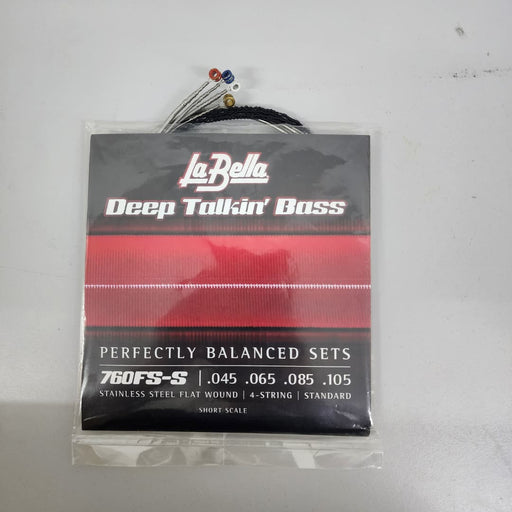 La Bella
Deep Talkin' Bass
PERFECTLY BALANCED SETS
760FS-S | .045 .065 .085 .105
STAINLESS STEEL FLAT WOUND | 4-STRING | STANDARD
SHORT SCALE